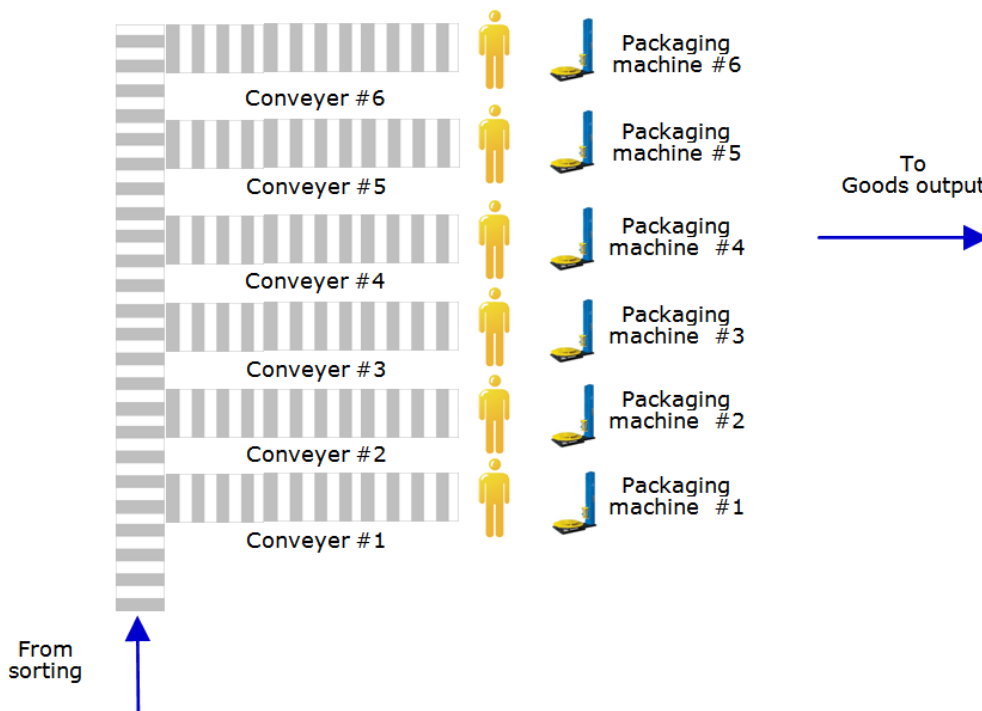 Packaging
machine #6
Conveyer #6
Packaging
machine #5
Conveyer #5
To
Goods output
Packaging
machine #4
Conveyer #4
Packaging
machine #3
Conveyer #3
Packaging
machine #2
Conveyer #2
Packaging
machine #1
Conveyer #1
From
sorting